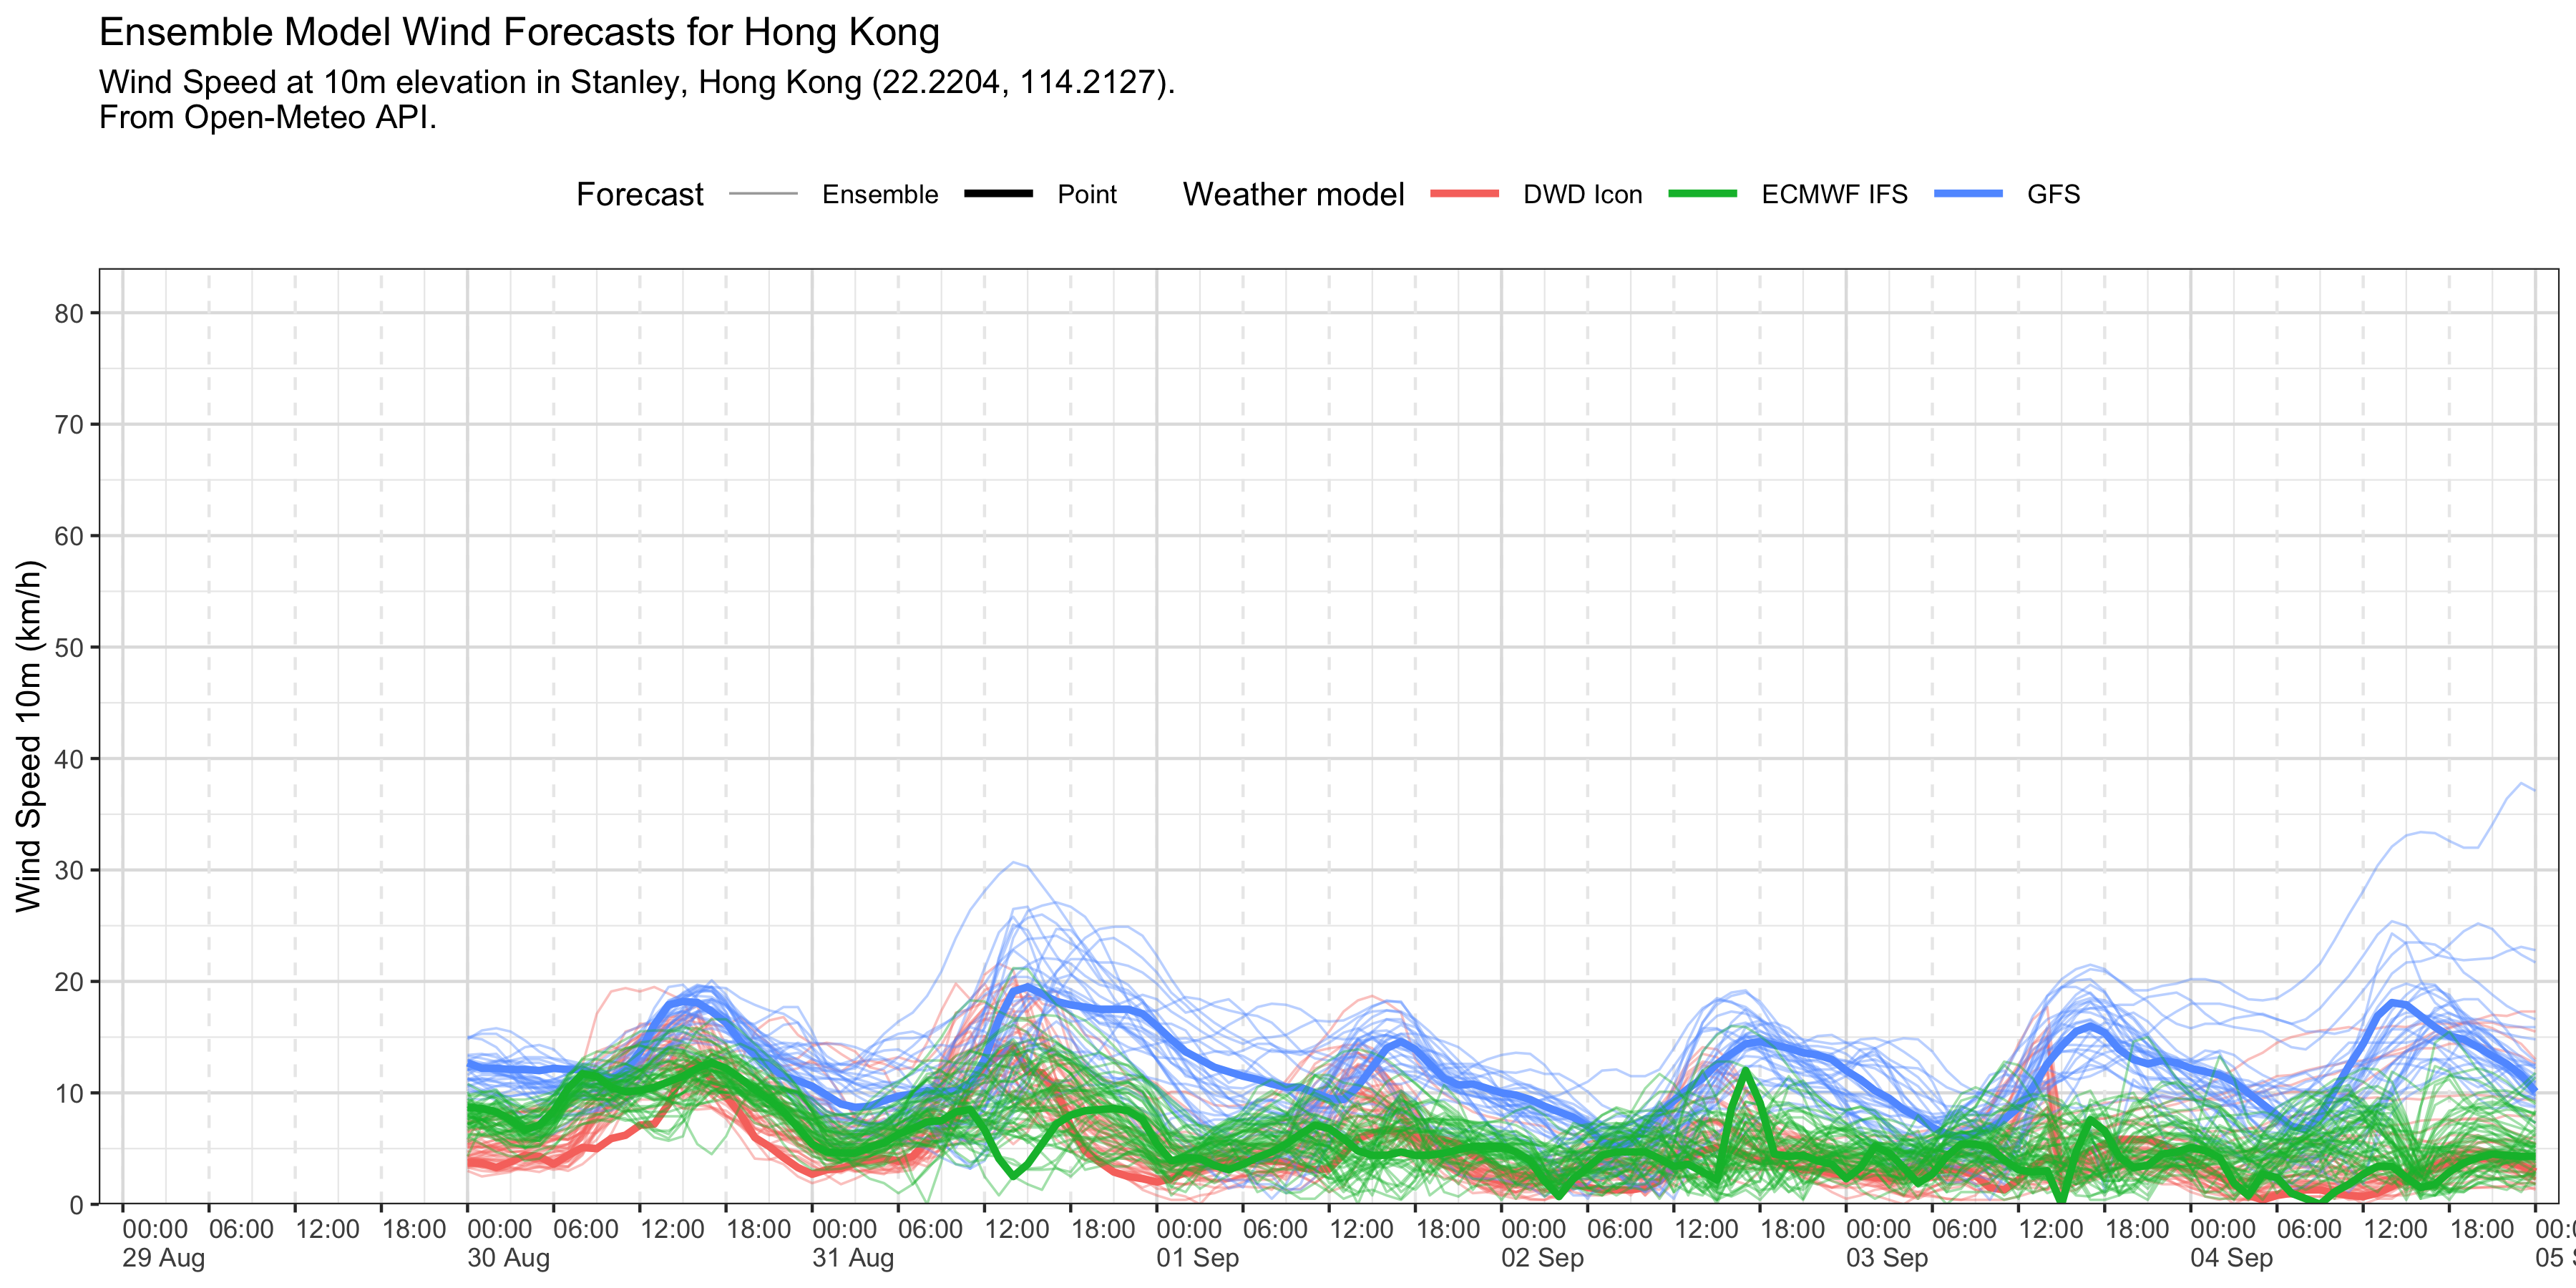 Ensemble Model Wind Forecasts for Hong Kong
Wind Speed at 10m elevation in Stanley, Hong Kong (22.2204, 114.2127).
From Open-Meteo API.
Forecast Ensemble Point Weather model DWD Icon ECMWF IFS GFS
Wind Speed 10m (km/h)
80
70
60
50
40
30
20
10
0
00:00 06:00 12:00 18:00 00:00 06:00 12:00 18:00 00:00 06:00 12:00 18:00 00:00 06:00 12:00 18:00 00:00 06:00 12:00 18:00 00:00 06:00 12:00 18:00 00:00 06:00 12:00 18:00
29 Aug 30 Aug 31 Aug 01 Sep 02 Sep 03 Sep 04 Sep 05